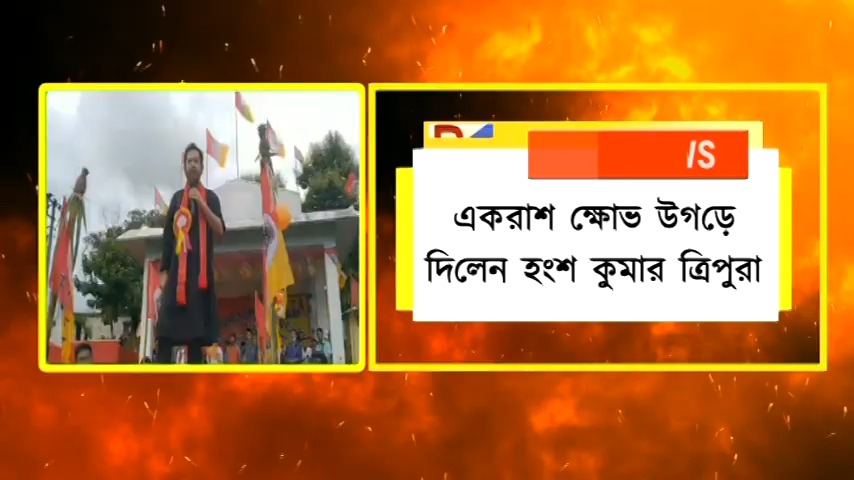 /S
একরাশ ক্ষোভ উগড়ে
দিলেন হংশ কুমার ত্রিপুরা